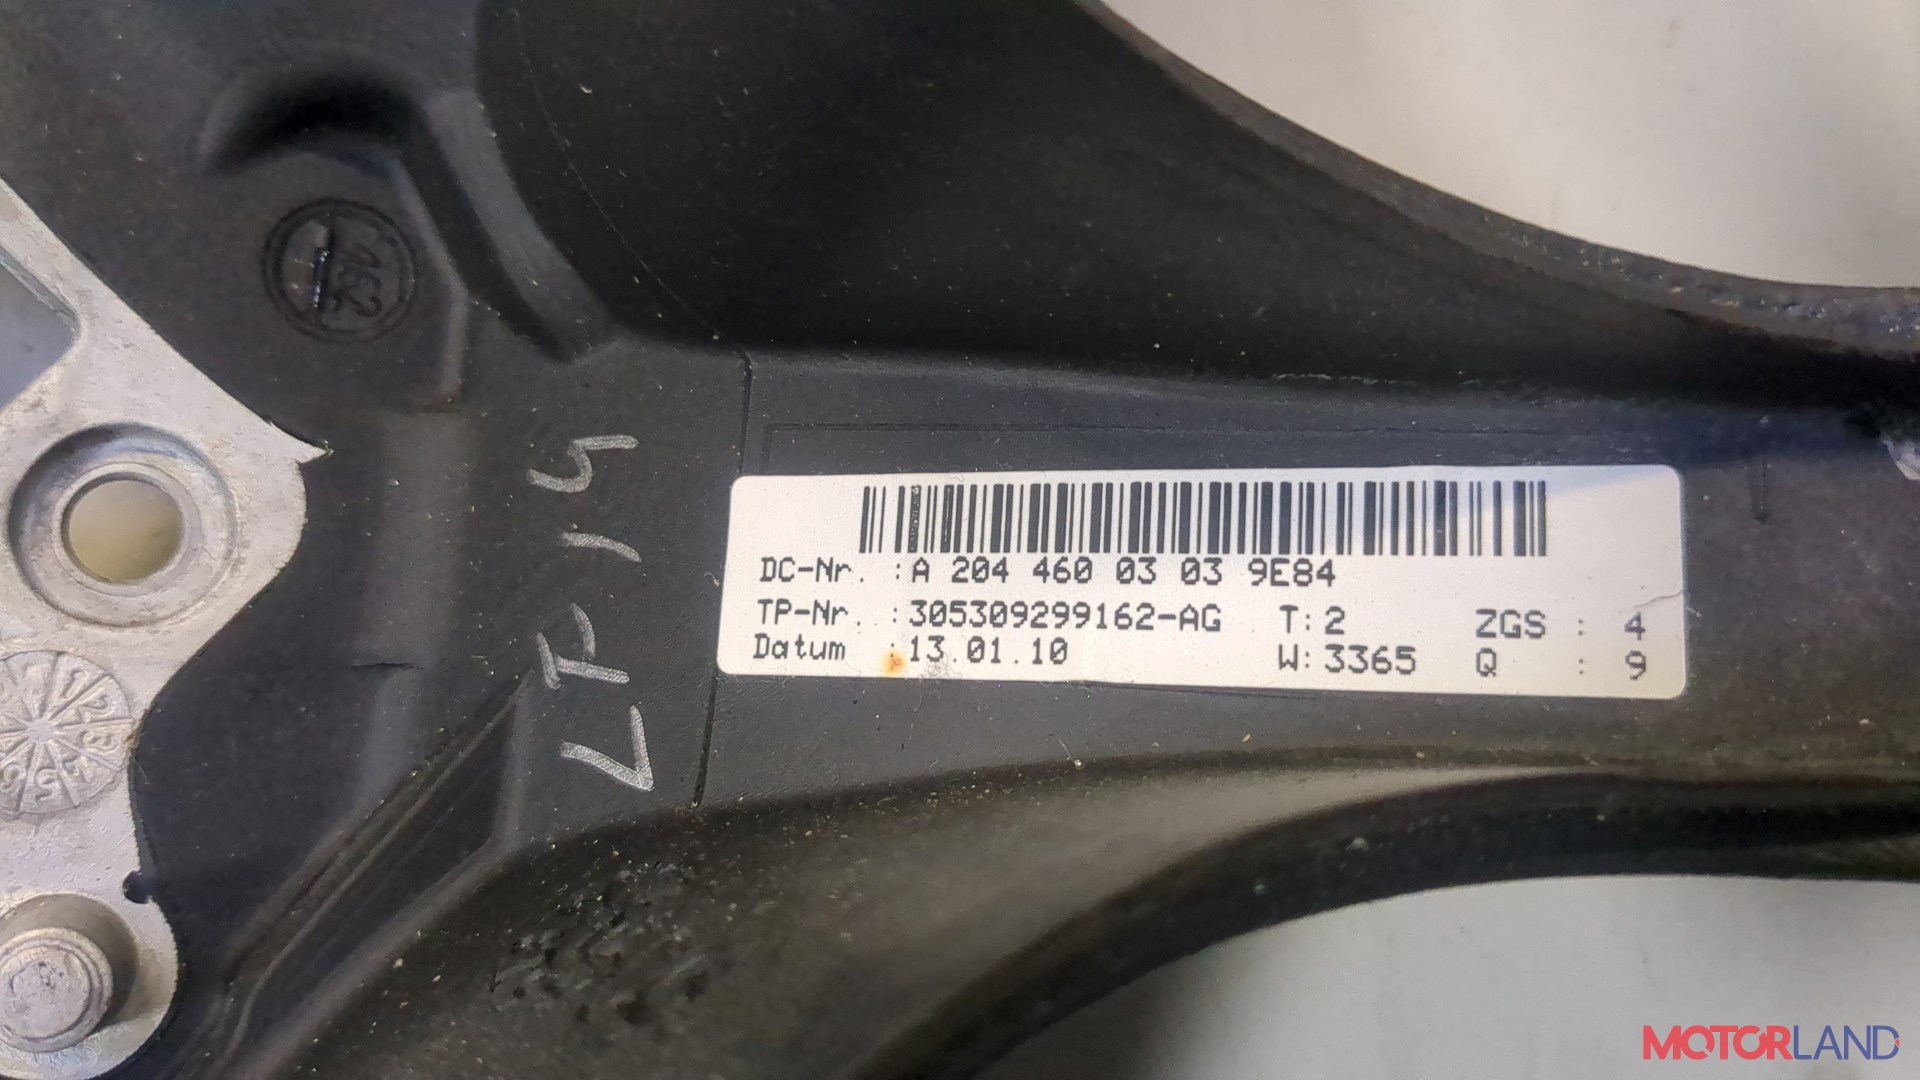 DC-Nr. :A 204 460 03 03 9E84
TP-Nr. :305309299162-AG T:2 ZGS : 4
Datum :13.01.10 W:3365 Q : 9
LP14
MOTORLAND